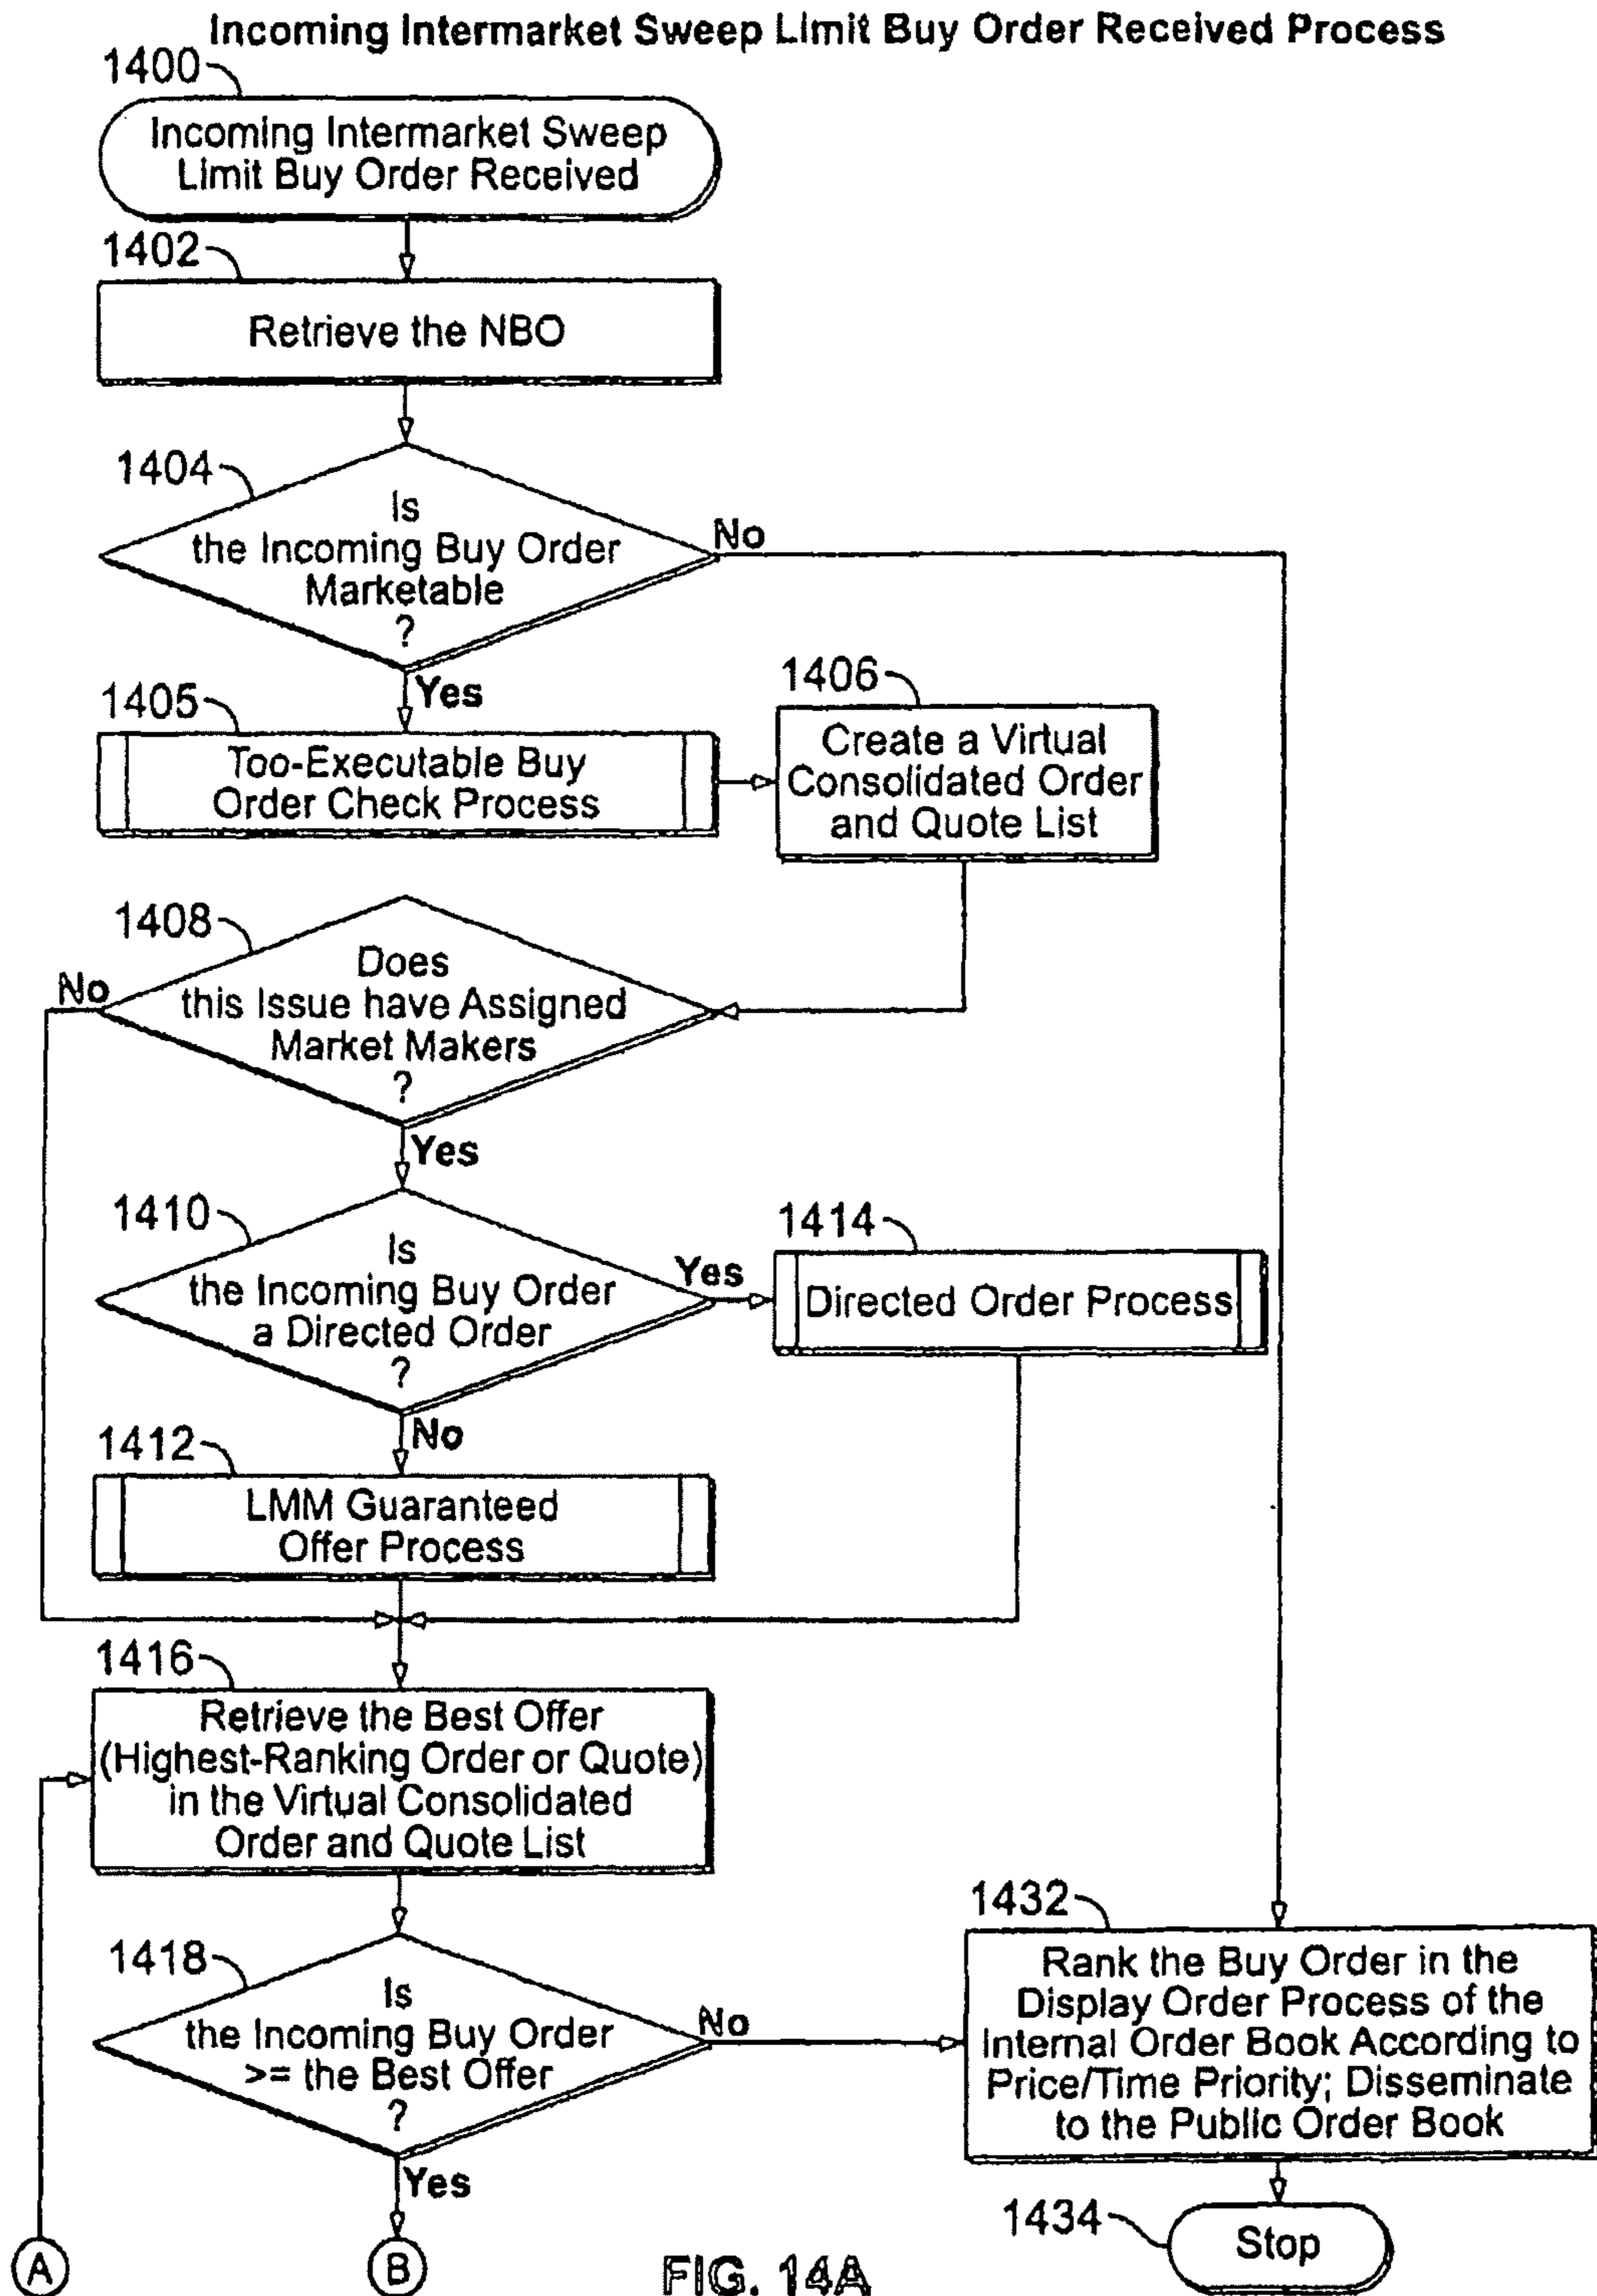 Incoming Intermarket Sweep Limit Buy Order Received Process
1400
Incoming Intermarket Sweep
Limit Buy Order Received
1402
Retrieve the NBO
1404
Is
the Incoming Buy Order
Marketable
?
No
Yes
1405
Too-Executable Buy
Order Check Process
1406
Create a Virtual
Consolidated Order
and Quote List
1408
Does
this Issue have Assigned
Market Makers
?
No
Yes
1410
Is
the Incoming Buy Order
a Directed Order
?
Yes
1414
Directed Order Process
No
1412
LMM Guaranteed
Offer Process
1416
Retrieve the Best Offer
(Highest-Ranking Order or Quote)
in the Virtual Consolidated
Order and Quote List
1418
Is
the Incoming Buy Order
>= the Best Offer
?
No
Yes
1432
Rank the Buy Order in the
Display Order Process of the
Internal Order Book According to
Price/Time Priority; Disseminate
to the Public Order Book
1434
Stop
A
B
FIG. 14A